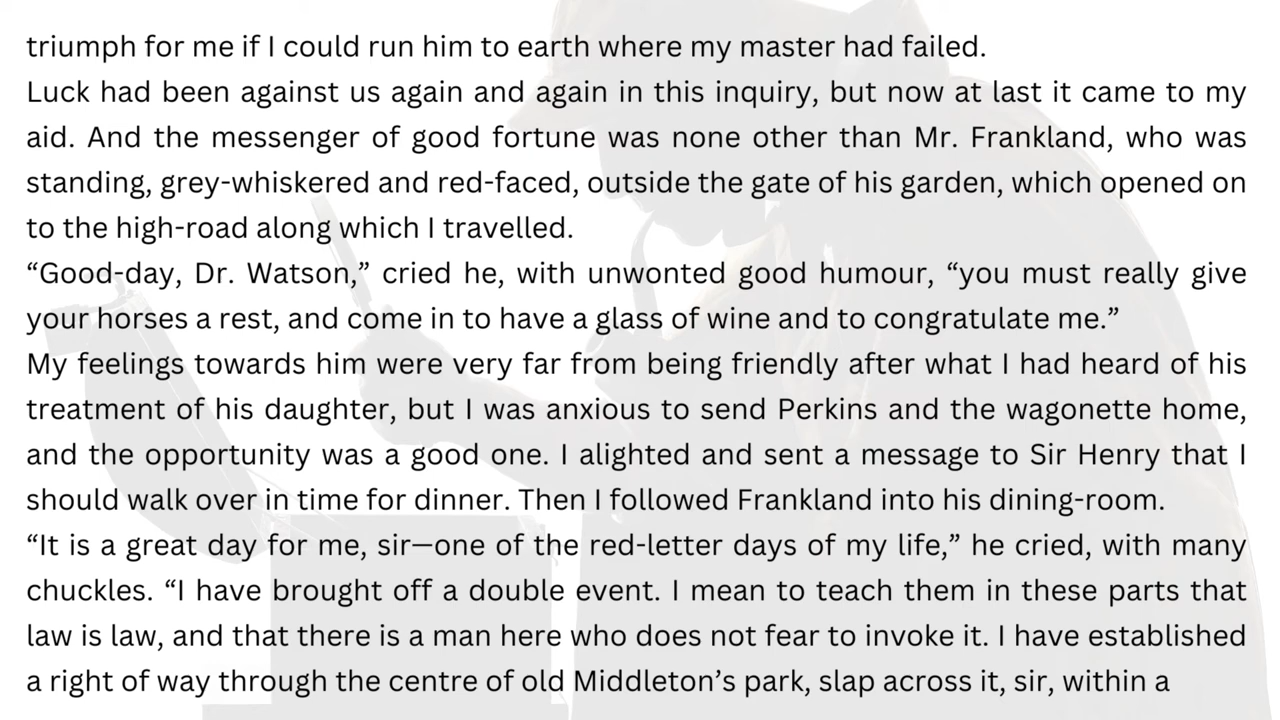 triumph for me if I could run him to earth where my master had failed.
Luck had been against us again and again in this inquiry, but now at last it came to my
aid. And the messenger of good fortune was none other than Mr. Frankland, who was
standing, grey-whiskered and red-faced, outside the gate of his garden, which opened on
to the high-road along which I travelled.
“Good-day, Dr. Watson,” cried he, with unwonted good humour, “you must really give
your horses a rest, and come in to have a glass of wine and to congratulate me.”
My feelings towards him were very far from being friendly after what I had heard of his
treatment of his daughter, but I was anxious to send Perkins and the wagonette home,
and the opportunity was a good one. I alighted and sent a message to Sir Henry that I
should walk over in time for dinner. Then I followed Frankland into his dining-room.
“It is a great day for me, sir—one of the red-letter days of my life,” he cried, with many
chuckles. “I have brought off a double event. I mean to teach them in these parts that
law is law, and that there is a man here who does not fear to invoke it. I have established
a right of way through the centre of old Middleton’s park, slap across it, sir, within a